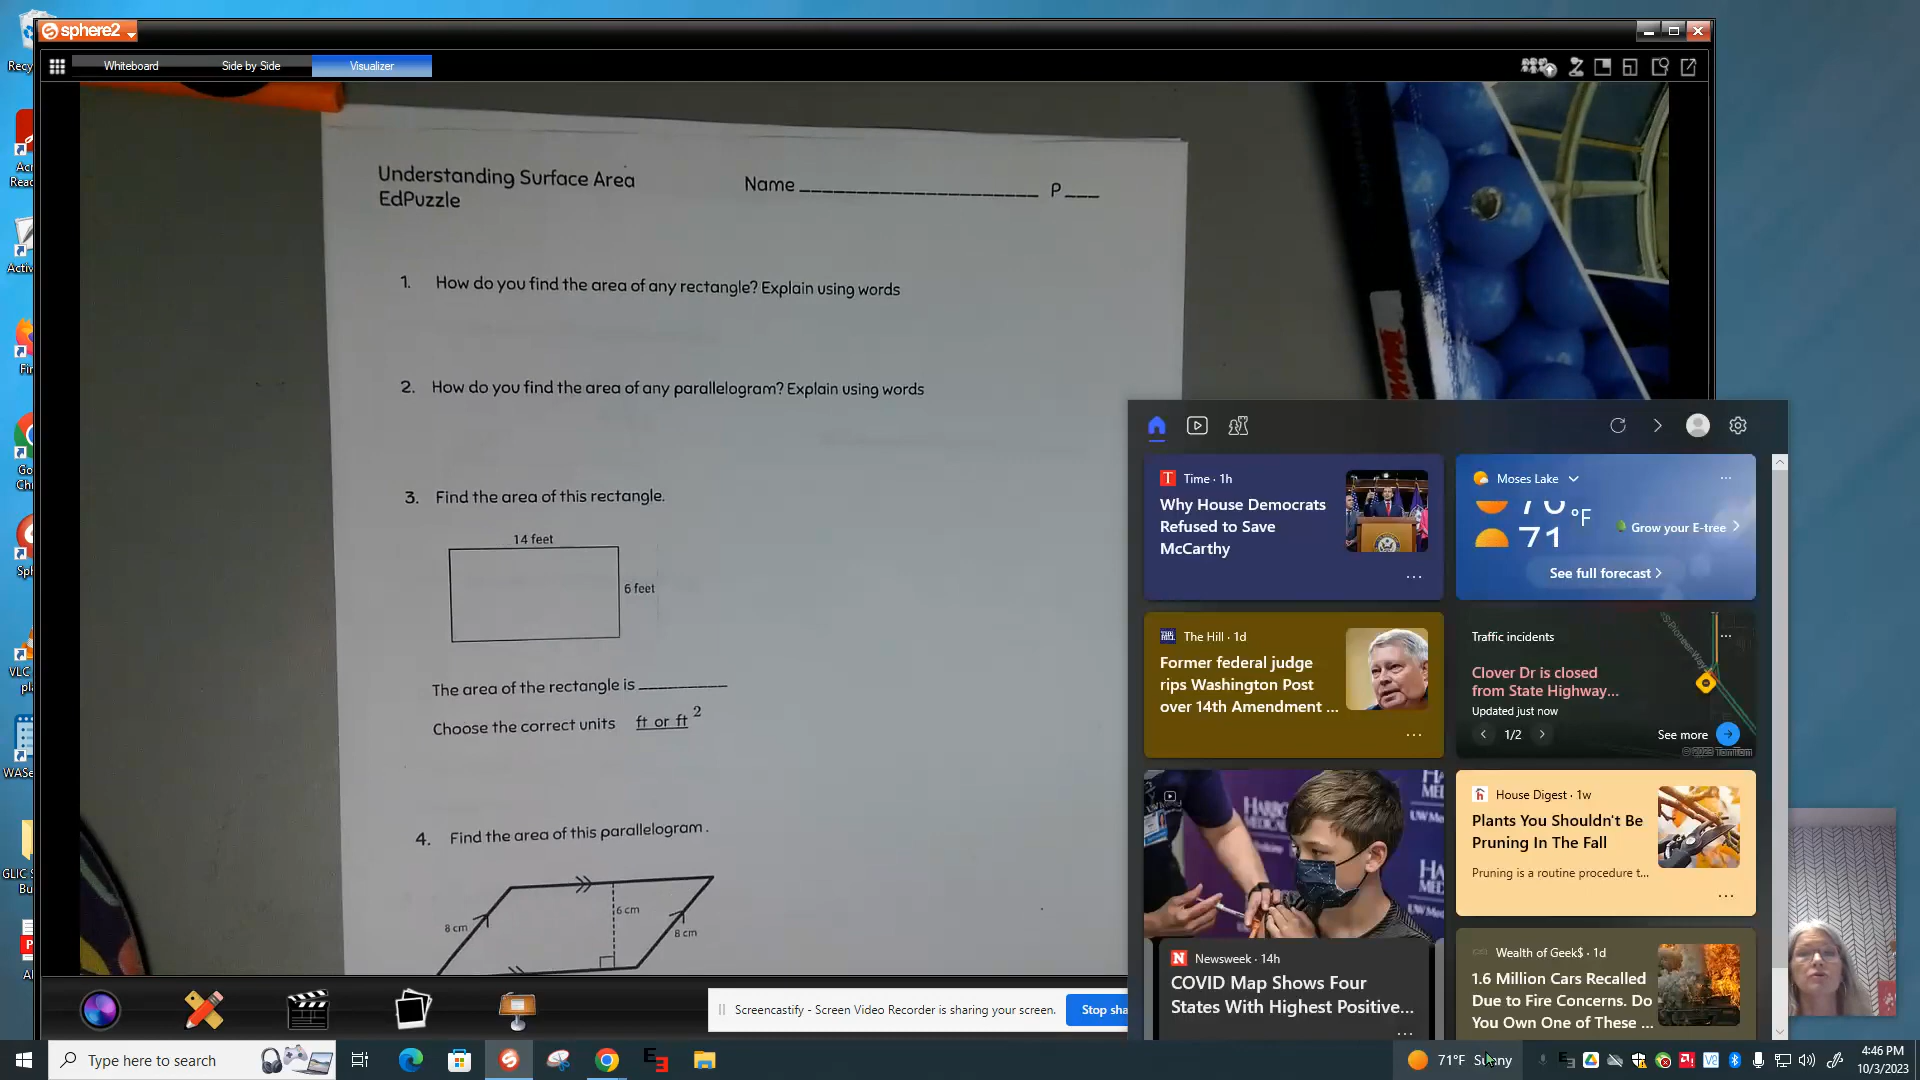 sphere2
Whiteboard
Side by Side
Visualizer
Understanding Surface Area
EdPuzzle
Name ______________________ P ___
1. How do you find the area of any rectangle? Explain using words
2. How do you find the area of any parallelogram? Explain using words
3. Find the area of this rectangle.
14 feet
6 feet
The area of the rectangle is __________
Choose the correct units ft or ft 2
4. Find the area of this parallelogram.
6 cm
8 cm
8 cm
Time · 1h
Why House Democrats
Refused to Save
McCarthy
Moses Lake
71
°F
Grow your E-tree
See full forecast
The Hill · 1d
Former federal judge
rips Washington Post
over 14th Amendment ...
Traffic incidents
Clover Dr is closed
from State Highway...
Updated just now
1/2
See more
© 2023 TomTom
House Digest · 1w
Plants You Shouldn't Be
Pruning In The Fall
Pruning is a routine procedure t...
Newsweek · 14h
COVID Map Shows Four
States With Highest Positive...
Wealth of Geek$ · 1d
1.6 Million Cars Recalled
Due to Fire Concerns. Do
You Own One of These ...
Screencastify - Screen Video Recorder is sharing your screen.
Stop sha
Type here to search
71°F Sunny
4:46 PM
10/3/2023